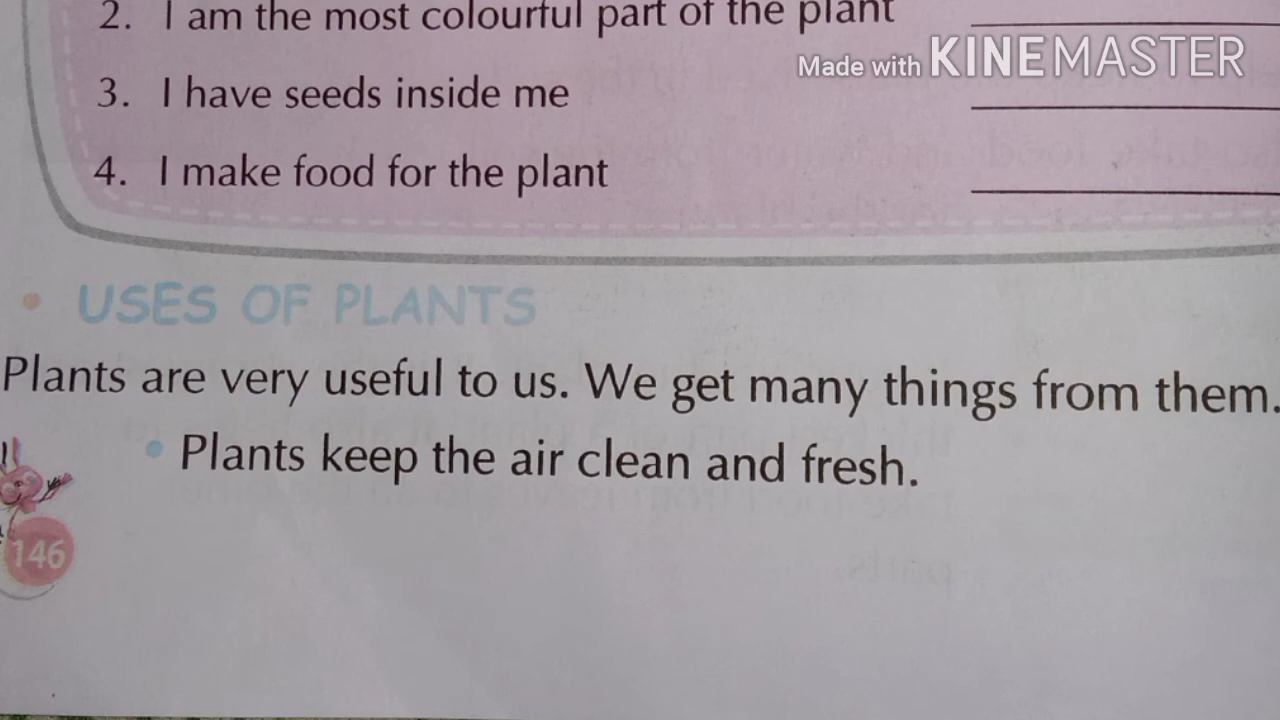 2. I am the most colourful part of the plant
Made with KINEMASTER
3. I have seeds inside me
4. I make food for the plant
• USES OF PLANTS
Plants are very useful to us. We get many things from them.
• Plants keep the air clean and fresh.
146